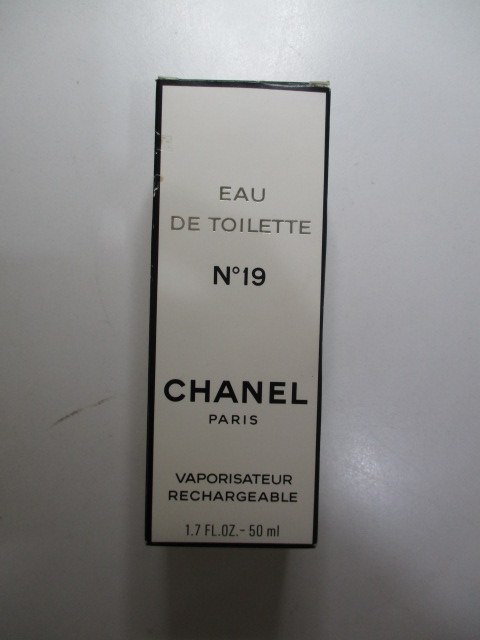 EAU
DE TOILETTE
N°19
CHANEL
PARIS
VAPORISATEUR
RECHARGEABLE
1.7 FL.OZ.- 50 ml